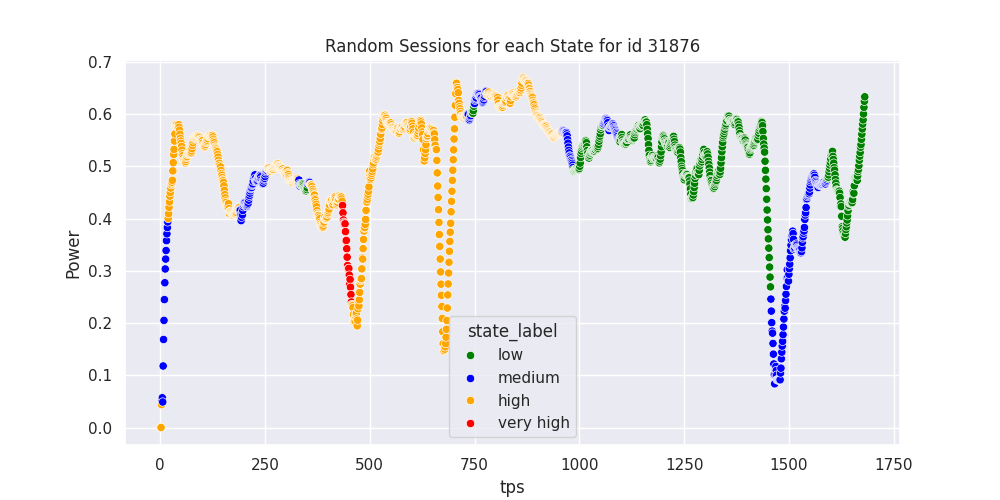 Random Sessions for each State for id 31876
Power
0.7
0.6
0.5
0.4
0.3
0.2
0.1
0.0
state_label
low
medium
high
very high
0 250 500 750 1000 1250 1500 1750
tps